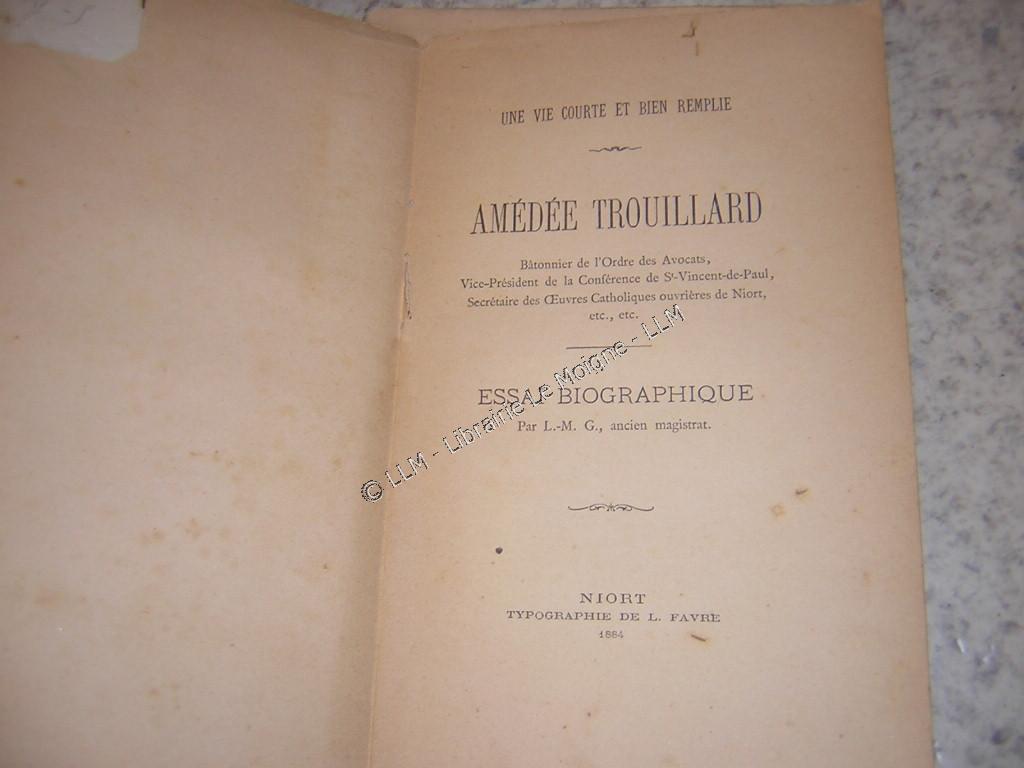 UNE VIE COURTE ET BIEN REMPLIE
AMÉDÉE TROUILLARD
Bâtonnier de l'Ordre des Avocats,
Vice-Président de la Conférence de St-Vincent-de-Paul,
Secrétaire des Œuvres Catholiques ouvrières de Niort,
etc., etc.
ESSAI BIOGRAPHIQUE
Par L.-M. G., ancien magistrat.
NIORT
TYPOGRAPHIE DE L. FAVRE
1884
© LLM - Librairie Le Moigne - LLM